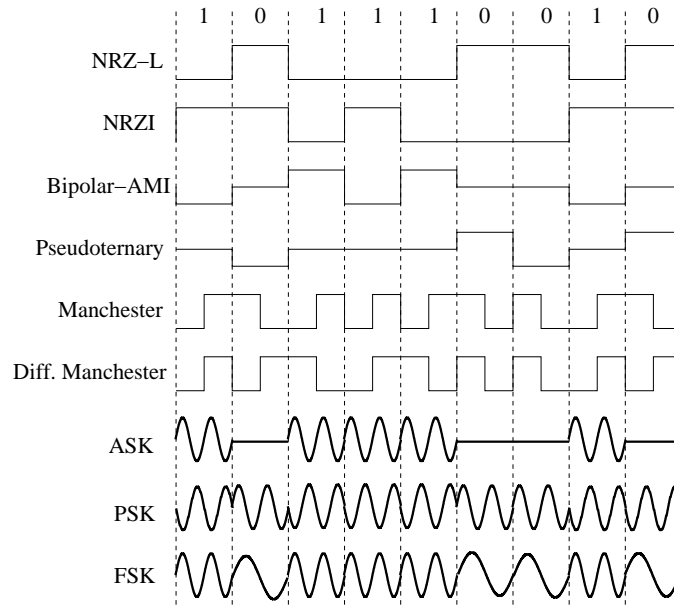 1 0 1 1 1 0 0 1 0
NRZ−L
NRZI
Bipolar−AMI
Pseudoternary
Manchester
Diff. Manchester
ASK
PSK
FSK